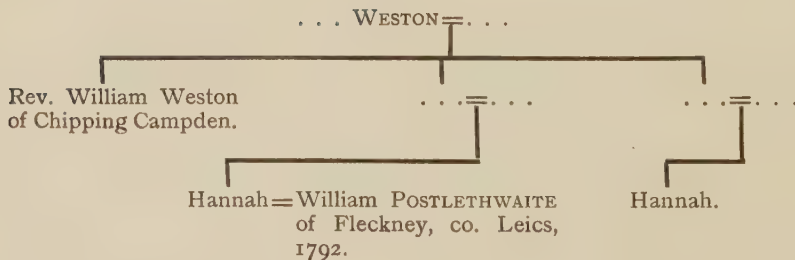 . . . WESTON = . . .
Rev. William Weston
of Chipping Campden.
. . . = . . .
. . . = . . .
Hannah = William POSTLETHWAITE
of Fleckney, co. Leics,
1792.
Hannah.